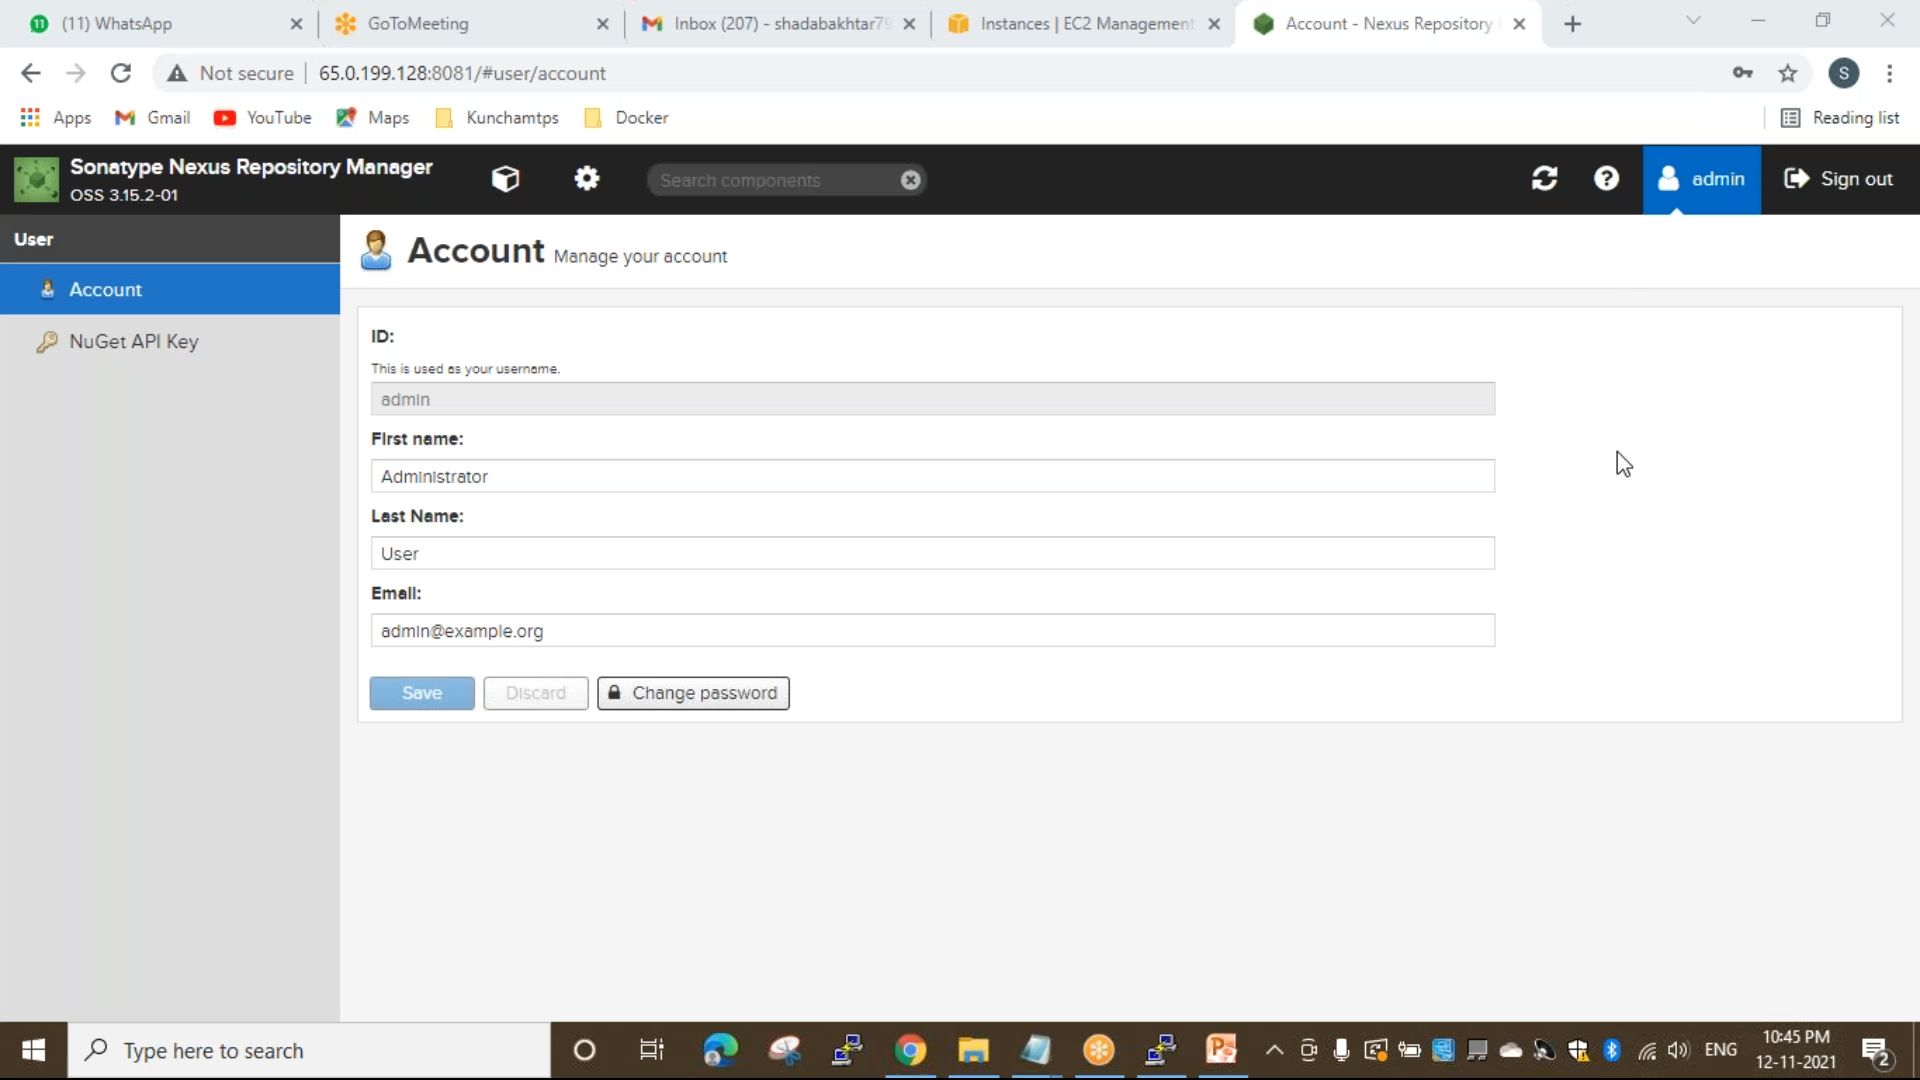 (11) WhatsApp
GoToMeeting
Inbox (207) - shadabakhtar79
Instances | EC2 Management
Account - Nexus Repository
Not secure
65.0.199.128:8081/#user/account
S
Apps
Gmail
YouTube
Maps
Kunchamtps
Docker
Reading list
Sonatype Nexus Repository Manager
OSS 3.15.2-01
Search components
admin
Sign out
User
Account Manage your account
Account
NuGet API Key
ID:
This is used as your username.
admin
First name:
Administrator
Last Name:
User
Email:
admin@example.org
Save
Discard
Change password
Type here to search
ENG
10:45 PM
12-11-2021
2